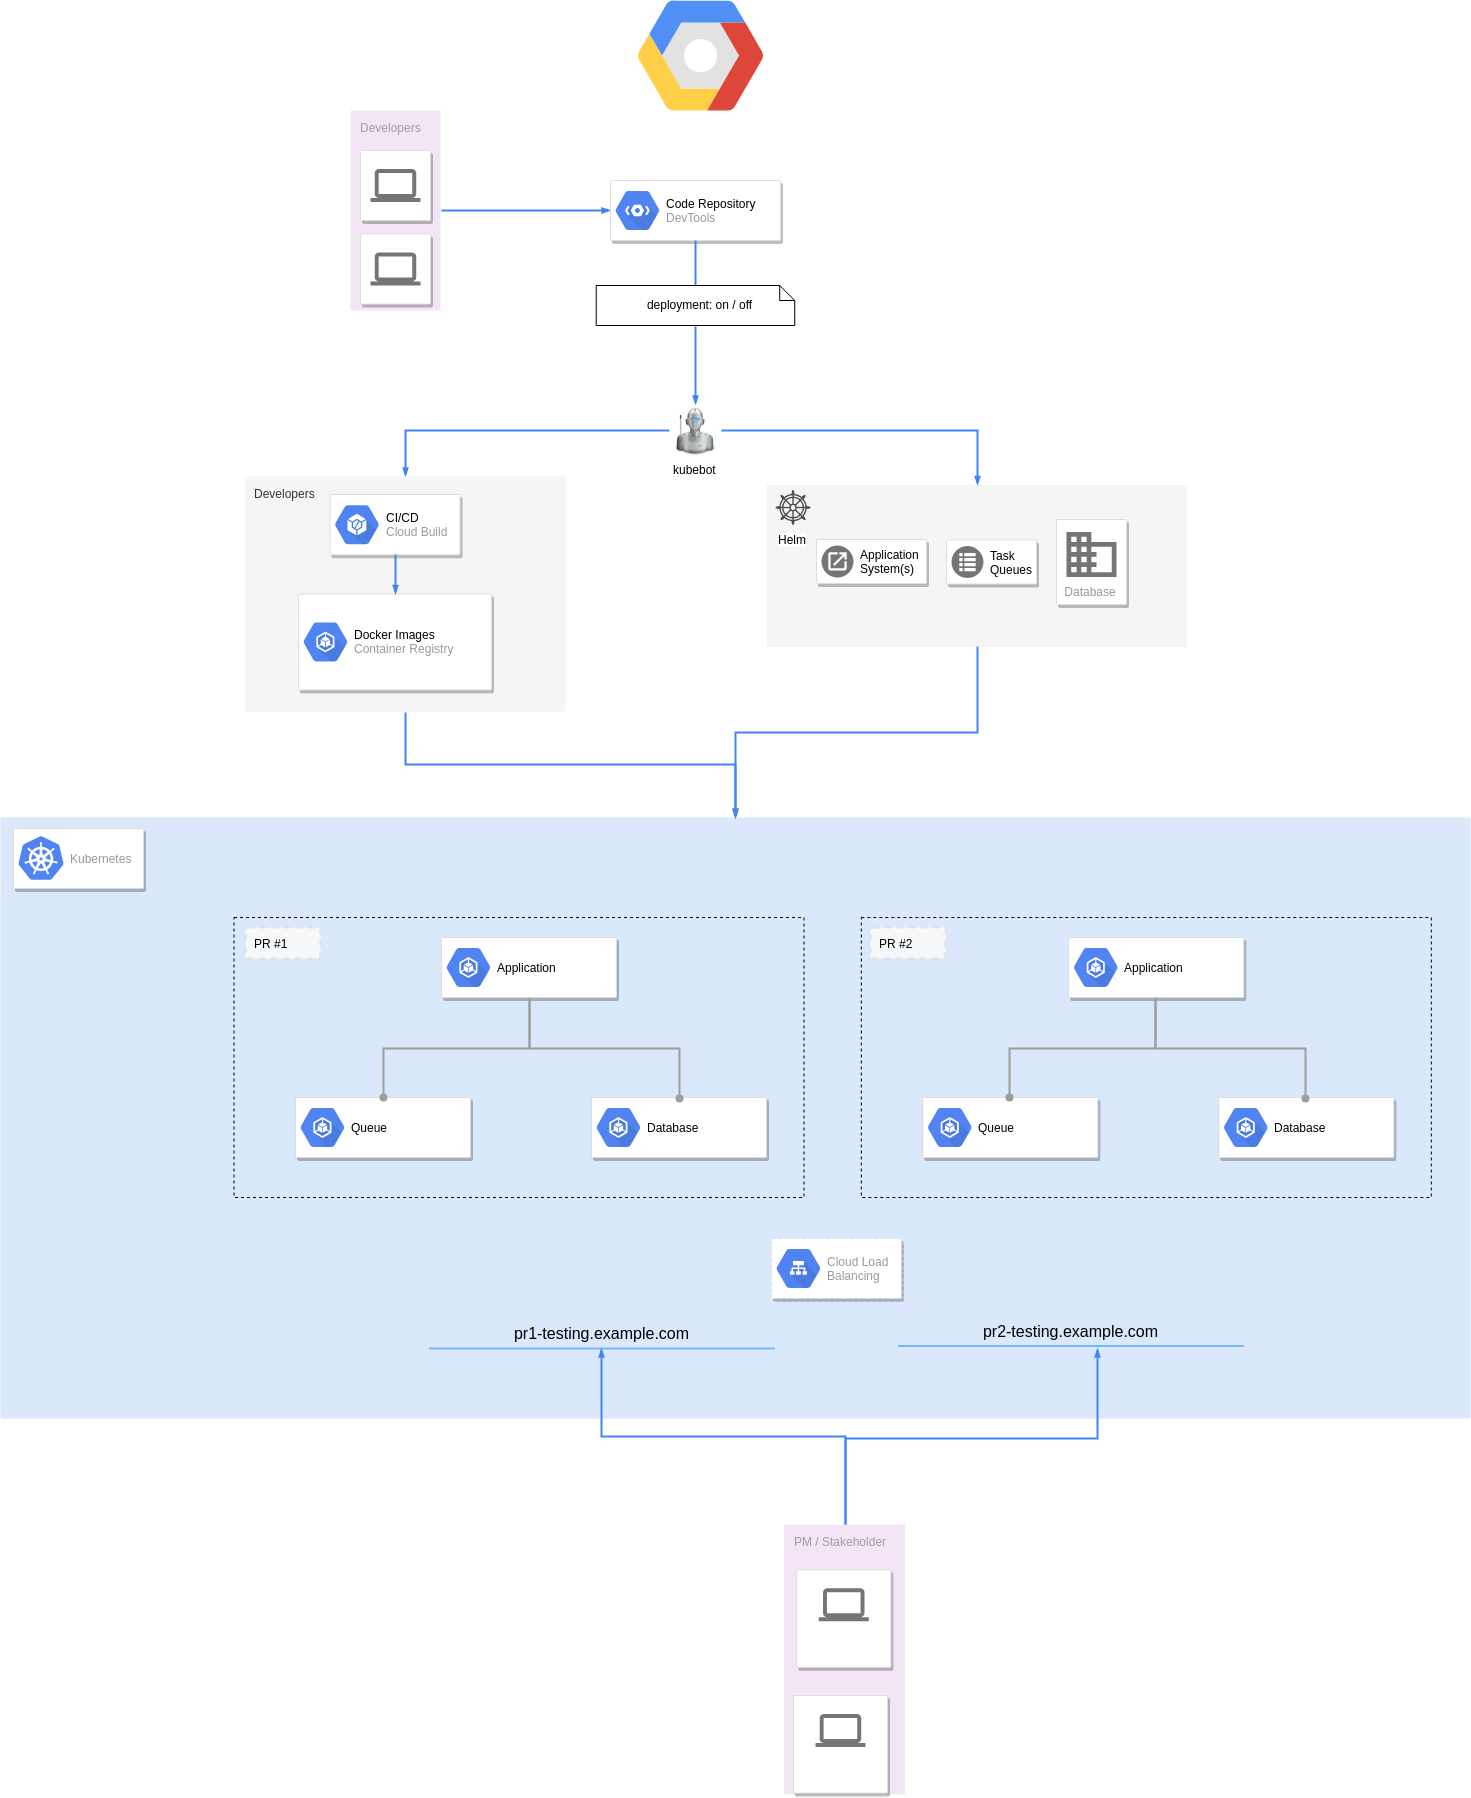 Developers
Code Repository
DevTools
deployment: on / off
kubebot
Developers
CI/CD
Cloud Build
Docker Images
Container Registry
Helm
Application
System(s)
Task
Queues
Database
Kubernetes
PR #1
Application
Queue
Database
PR #2
Application
Queue
Database
Cloud Load
Balancing
pr1-testing.example.com
pr2-testing.example.com
PM / Stakeholder